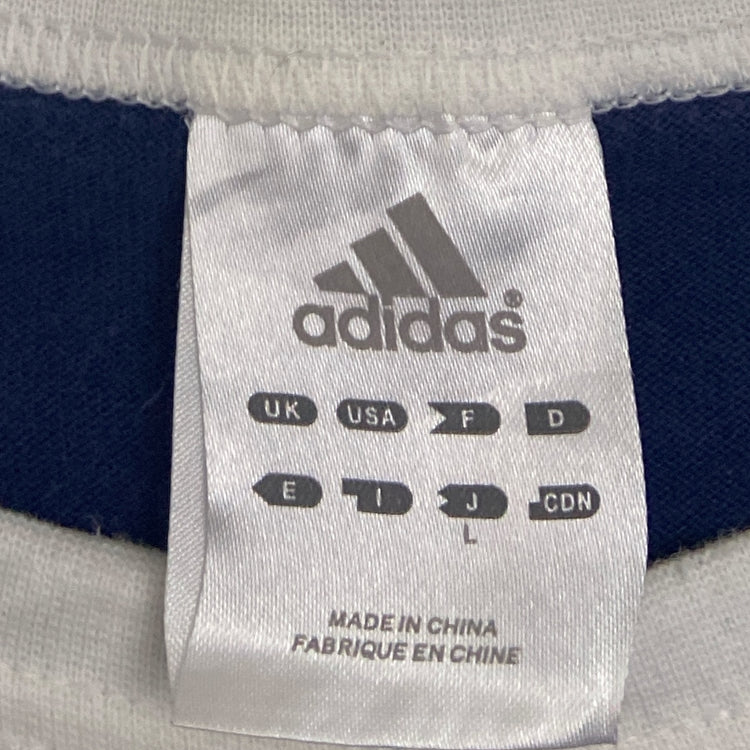 adidas®
UK USA F D
E I J CDN
L
MADE IN CHINA
FABRIQUE EN CHINE